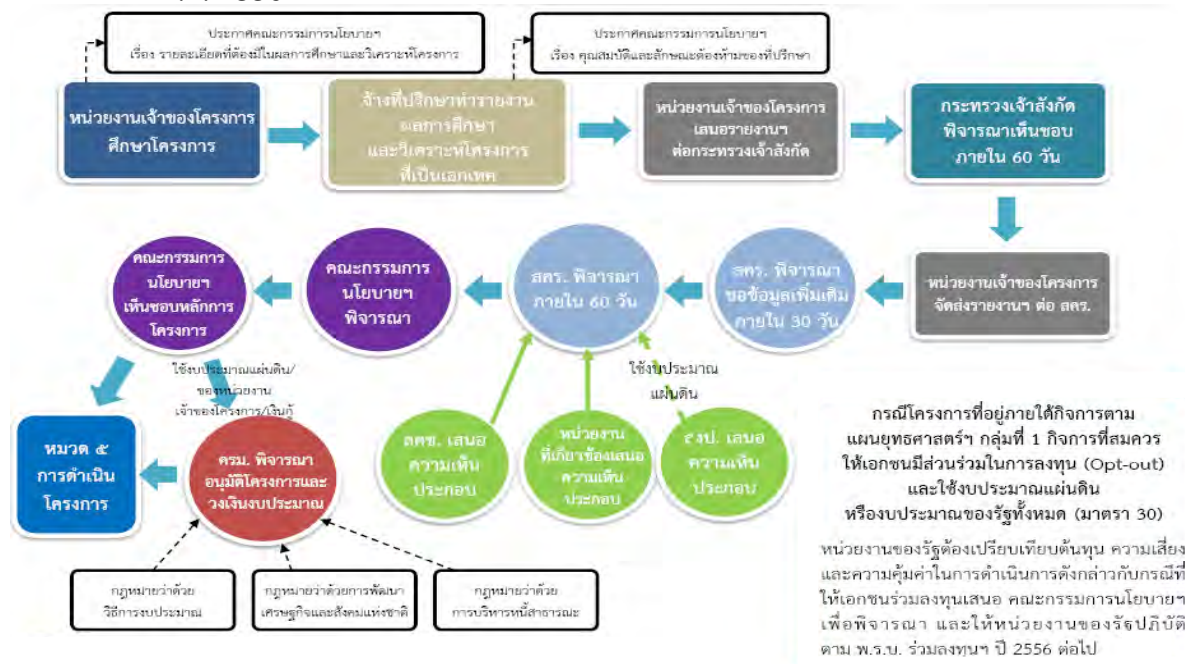 ประกาศคณะกรรมการนโยบายฯ
เรื่อง รายละเอียดที่ต้องมีในผลการศึกษาและวิเคราะห์โครงการ
ประกาศคณะกรรมการนโยบายฯ
เรื่อง คุณสมบัติและลักษณะต้องห้ามของที่ปรึกษา
หน่วยงานเจ้าของโครงการ
ศึกษาโครงการ
จ้างที่ปรึกษาทำรายงาน
ผลการศึกษา
และวิเคราะห์โครงการ
ที่เป็นเอกเทศ
หน่วยงานเจ้าของโครงการ
เสนอรายงานฯ
ต่อกระทรวงเจ้าสังกัด
กระทรวงเจ้าสังกัด
พิจารณาเห็นชอบ
ภายใน 60 วัน
คณะกรรมการ
นโยบายฯ
เห็นชอบหลักการ
โครงการ
คณะกรรมการ
นโยบายฯ
พิจารณา
สคร. พิจารณา
ภายใน 60 วัน
สคร. พิจารณา
ขอข้อมูลเพิ่มเติม
ภายใน 30 วัน
หน่วยงานเจ้าของโครงการ
จัดส่งรายงานฯ ต่อ สคร.
ใช้งบประมาณแผ่นดิน/
ของหน่วยงาน
เจ้าของโครงการ/เงินกู้
ใช้งบประมาณ
แผ่นดิน
หมวด ๕
การดำเนิน
โครงการ
ครม. พิจารณา
อนุมัติโครงการและ
วงเงินงบประมาณ
สศช. เสนอ
ความเห็น
ประกอบ
หน่วยงาน
ที่เกี่ยวข้องเสนอ
ความเห็น
ประกอบ
สงป. เสนอ
ความเห็น
ประกอบ
กรณีโครงการที่อยู่ภายใต้กิจการตาม
แผนยุทธศาสตร์ฯ กลุ่มที่ 1 กิจการที่สมควร
ให้เอกชนมีส่วนร่วมในการลงทุน (Opt-out)
และใช้งบประมาณแผ่นดิน
หรืองบประมาณของรัฐทั้งหมด (มาตรา 30)
หน่วยงานของรัฐต้องเปรียบเทียบต้นทุน ความเสี่ยง
และความคุ้มค่าในการดำเนินการดังกล่าวกับกรณีที่
ให้เอกชนร่วมลงทุนเสนอ คณะกรรมการนโยบายฯ
เพื่อพิจารณา และให้หน่วยงานของรัฐปฏิบัติ
ตาม พ.ร.บ. ร่วมลงทุนฯ ปี 2556 ต่อไป
กฎหมายว่าด้วย
วิธีการงบประมาณ
กฎหมายว่าด้วยการพัฒนา
เศรษฐกิจและสังคมแห่งชาติ
กฎหมายว่าด้วย
การบริหารหนี้สาธารณะ